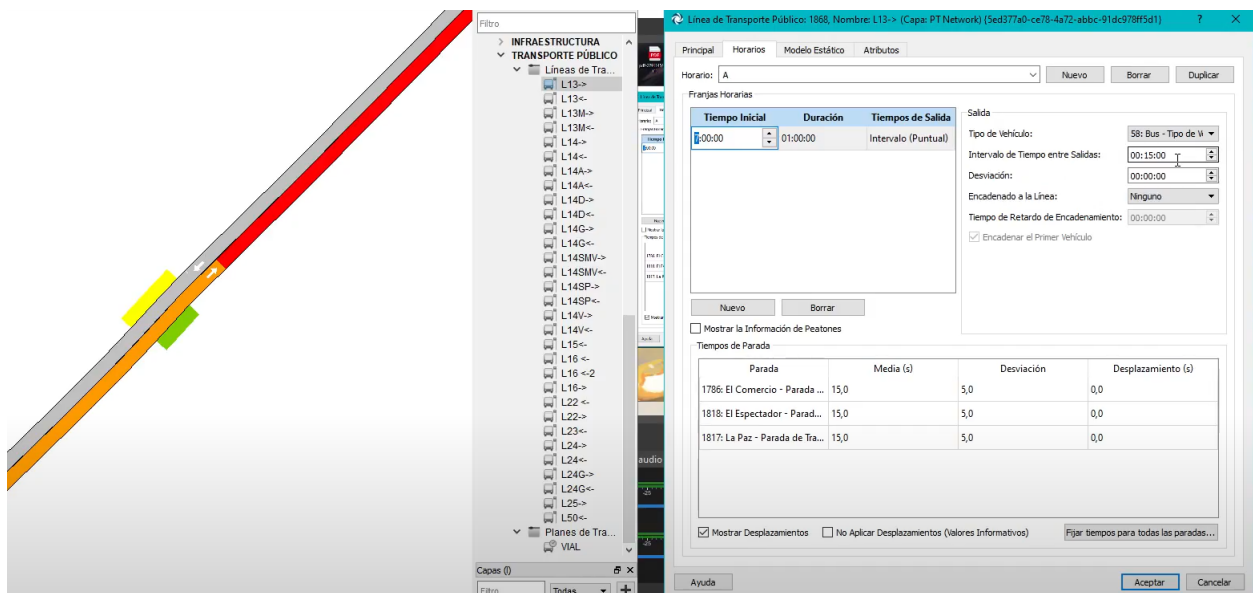 Filtro
INFRAESTRUCTURA
TRANSPORTE PÚBLICO
Líneas de Tra...
L13->
L13<-
L13M->
L13M<-
L14->
L14<-
L14A->
L14A<-
L14D->
L14D<-
L14G->
L14G<-
L14SMV->
L14SMV<-
L14SP->
L14SP<-
L14V->
L14V<-
L15<-
L16 <-
L16 <-2
L16->
L22 <-
L22->
L23<-
L24->
L24<-
L24G->
L24G<-
L25->
L50<-
Planes de Tra...
VIAL
Capas (l)
Filtro
Todas
audio
-25
Línea de Transporte Público: 1868, Nombre: L13-> (Capa: PT Network) {5ed377a0-ce78-4a72-abbc-91dc978ff5d1}
Principal Horarios Modelo Estático Atributos
Horario: A Nuevo Borrar Duplicar
Franjas Horarias
Tiempo Inicial Duración Tiempos de Salida
7:00:00 01:00:00 Intervalo (Puntual)
Nuevo Borrar
Salida
Tipo de Vehículo: 58: Bus - Tipo de
Intervalo de Tiempo entre Salidas: 00:15:00
Desviación: 00:00:00
Encadenado a la Línea: Ninguno
Tiempo de Retardo de Encadenamiento: 00:00:00
Encadenar el Primer Vehículo
Mostrar la Información de Peatones
Tiempos de Parada
Parada Media (s) Desviación Desplazamiento (s)
1786: El Comercio - Parada ... 15,0 5,0 0,0
1818: El Espectador - Parad... 15,0 5,0 0,0
1817: La Paz - Parada de Tra... 15,0 5,0 0,0
Mostrar Desplazamientos No Aplicar Desplazamientos (Valores Informativos) Fijar tiempos para todas las paradas...
Ayuda Aceptar Cancelar